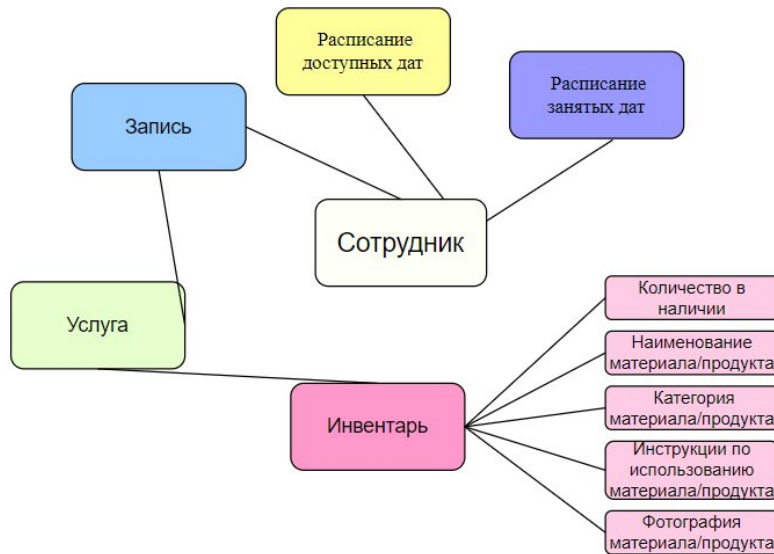 Расписание
доступных дат
Расписание
занятых дат
Запись
Сотрудник
Услуга
Инвентарь
Количество в
наличии
Наименование
материала/продукта
Категория
материала/продукта
Инструкции по
использованию
материала/продукта
Фотография
материала/продукта